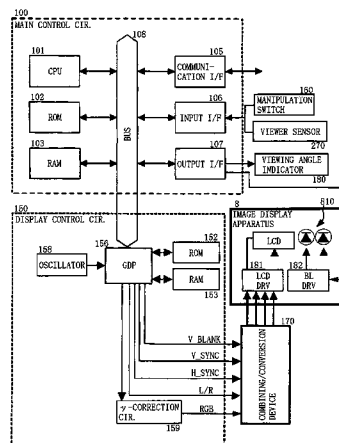 100
MAIN CONTROL CIR.
108
101
CPU
105
COMMUNI-
CATION I/F
102
ROM
106
INPUT I/F
160
MANIPULATION
SWITCH
VIEWER SENSOR
103
RAM
BUS
107
OUTPUT I/F
270
VIEWING ANGLE
INDICATOR
180
150
DISPLAY CONTROL CIR.
8
IMAGE DISPLAY
APPARATUS
810
LCD
158
OSCILLATOR
156
GDP
152
ROM
RAM
153
181
LCD
DRV
182
BL
DRV
170
V_BLANK
V_SYNC
H_SYNC
L/R
RGB
γ-CORRECTION
CIR.
159
COMBINING/CONVERSION
DEVICE